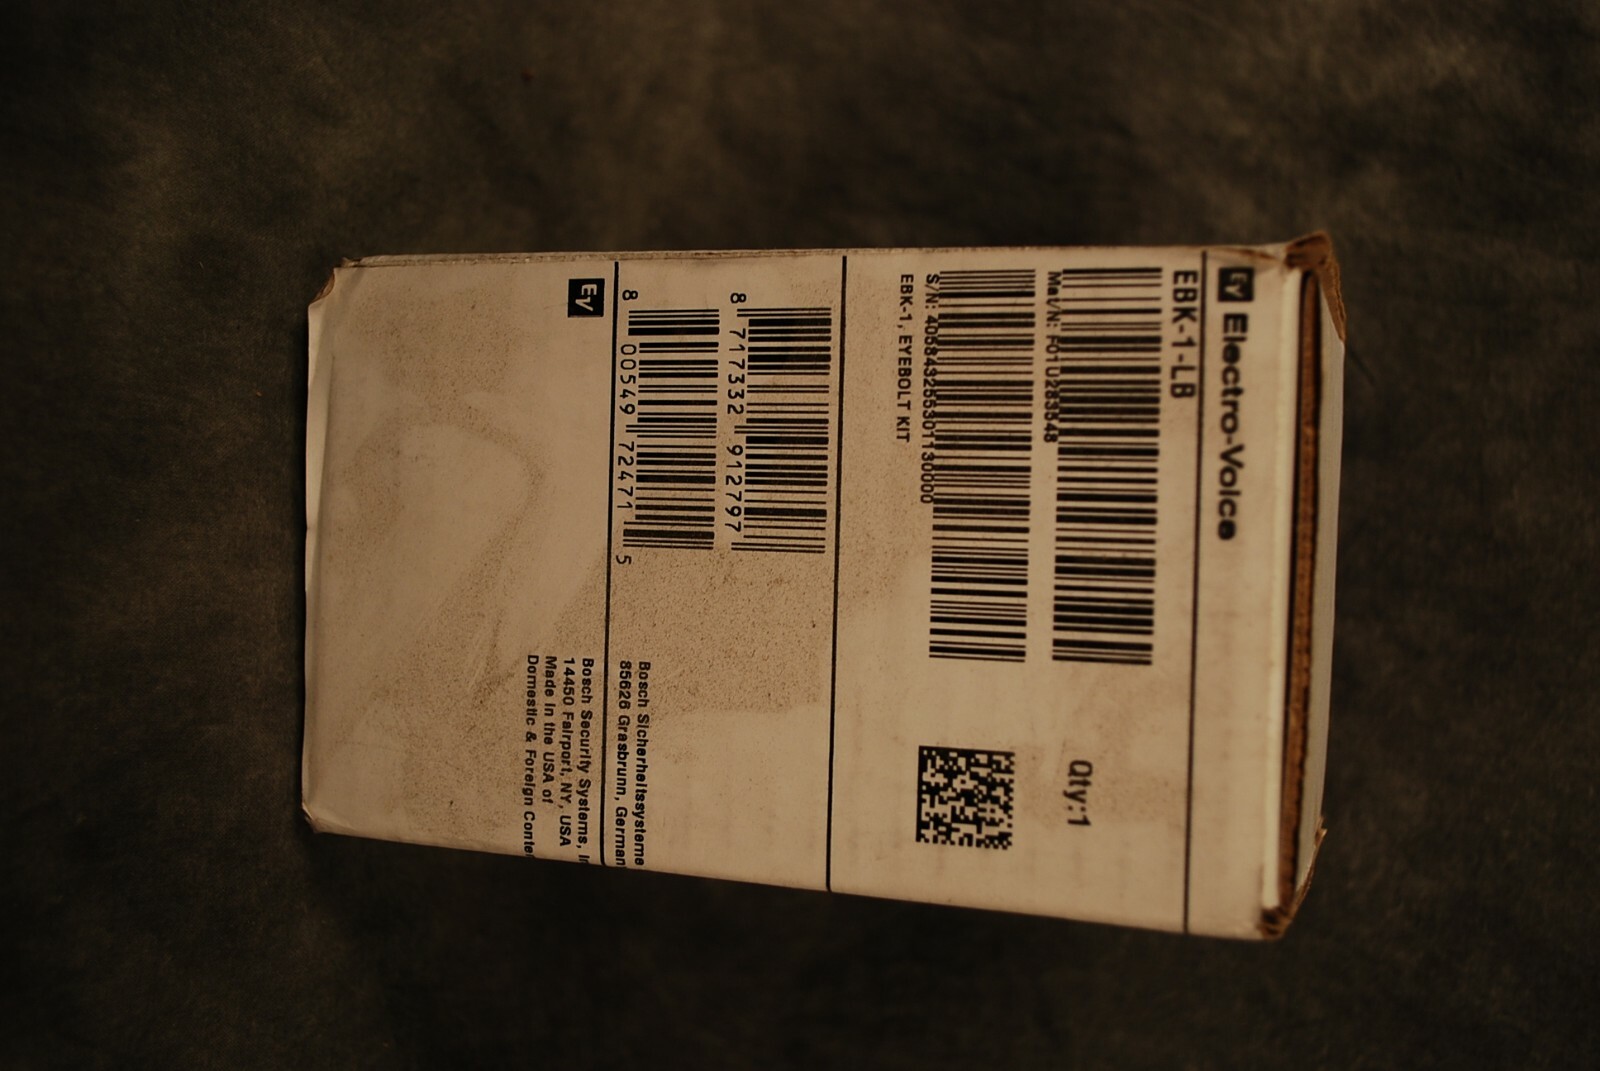 EV Electro-Voice
EBK-1-LB
Mat/N: F01U283548
Qty:1
S/N: 405843255301130000
EBK-1, EYEBOLT KIT
8 717332 912797
8 00549 72471 5
Bosch Sicherheitssysteme
85626 Grasbrunn, German
EV
Bosch Security Systems, I
14450 Fairport, NY, USA
Made in the USA of
Domestic & Foreign Conte